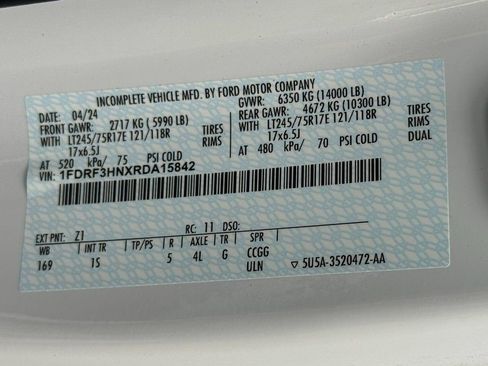 INCOMPLETE VEHICLE MFD. BY FORD MOTOR COMPANY
DATE: 04/24 GVWR: 6350 KG (14000 LB)
FRONT GAWR: 2717 KG (5990 LB) REAR GAWR: 4672 KG (10300 LB)
WITH LT245/75R17E 121/118R TIRES WITH LT245/75R17E 121/118R TIRES
17x6.5J RIMS 17x6.5J RIMS
AT 520 kPa/ 75 PSI COLD AT 480 kPa/ 70 PSI COLD DUAL
VIN: 1FDRF3HNXRDA15842
EXT PNT: Z1 RC: 11 DSO:
WB INT TR TP/PS R AXLE TR SPR
169 1S 5 4L G CCGG
ULN ▽ 5U5A-3520472-AA